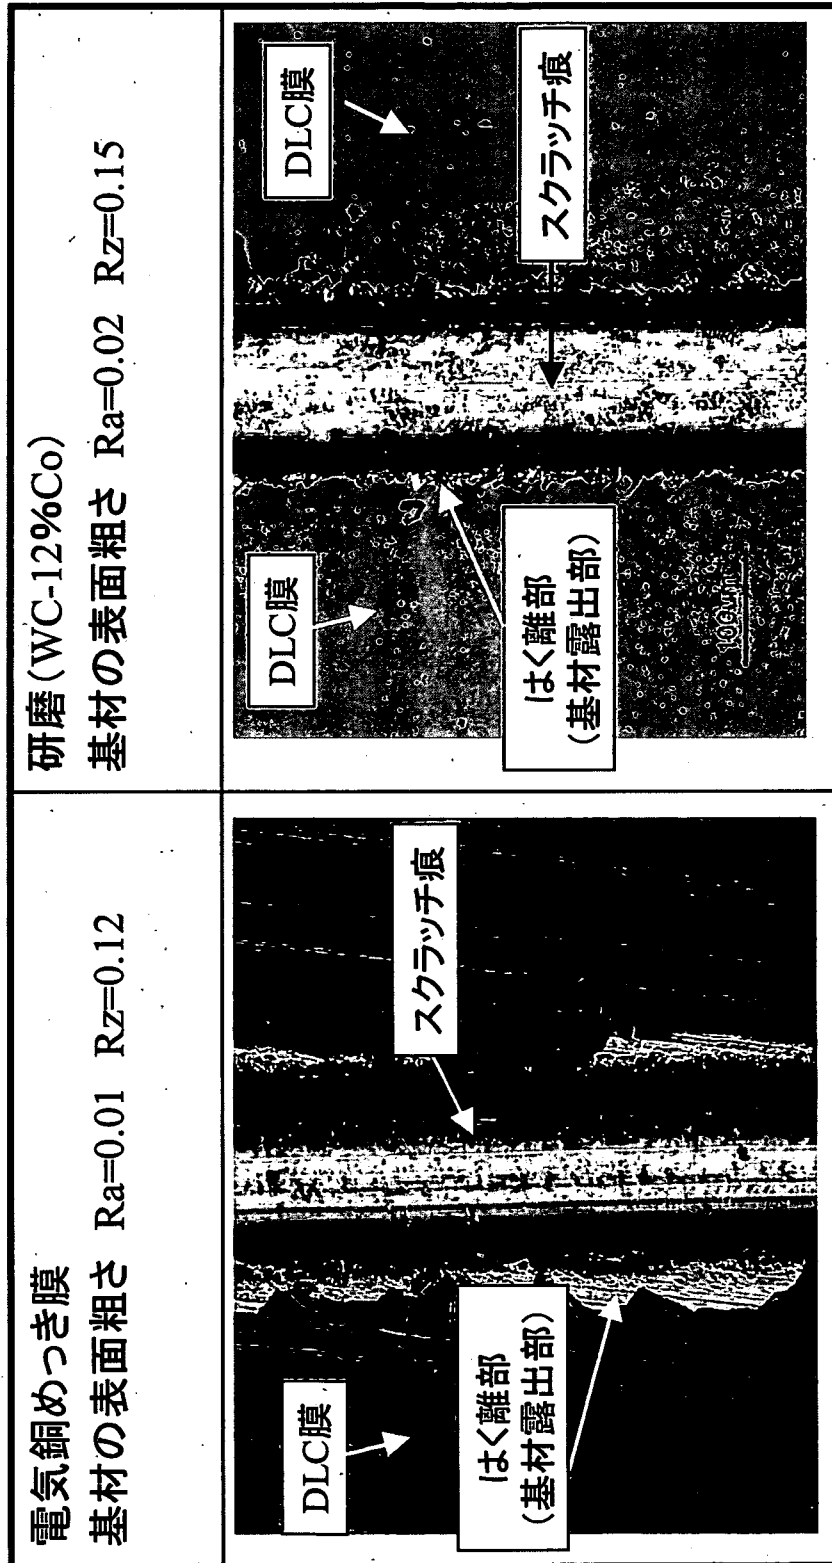 電気銅めっき膜
基材の表面粗さ Ra=0.01 Rz=0.12
DLC膜
はく離部
(基材露出部)
スクラッチ痕
研磨(WC-12%Co)
基材の表面粗さ Ra=0.02 Rz=0.15
DLC膜
はく離部
(基材露出部)
スクラッチ痕
DLC膜
100μm